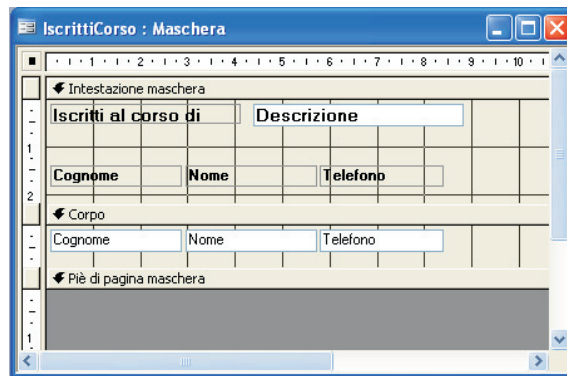 IscrittiCorso : Maschera
1 2 3 4 5 6 7 8 9 10
Intestazione maschera
Iscritti al corso di Descrizione
1
Cognome Nome Telefono
2
Corpo
Cognome Nome Telefono
Piè di pagina maschera
1